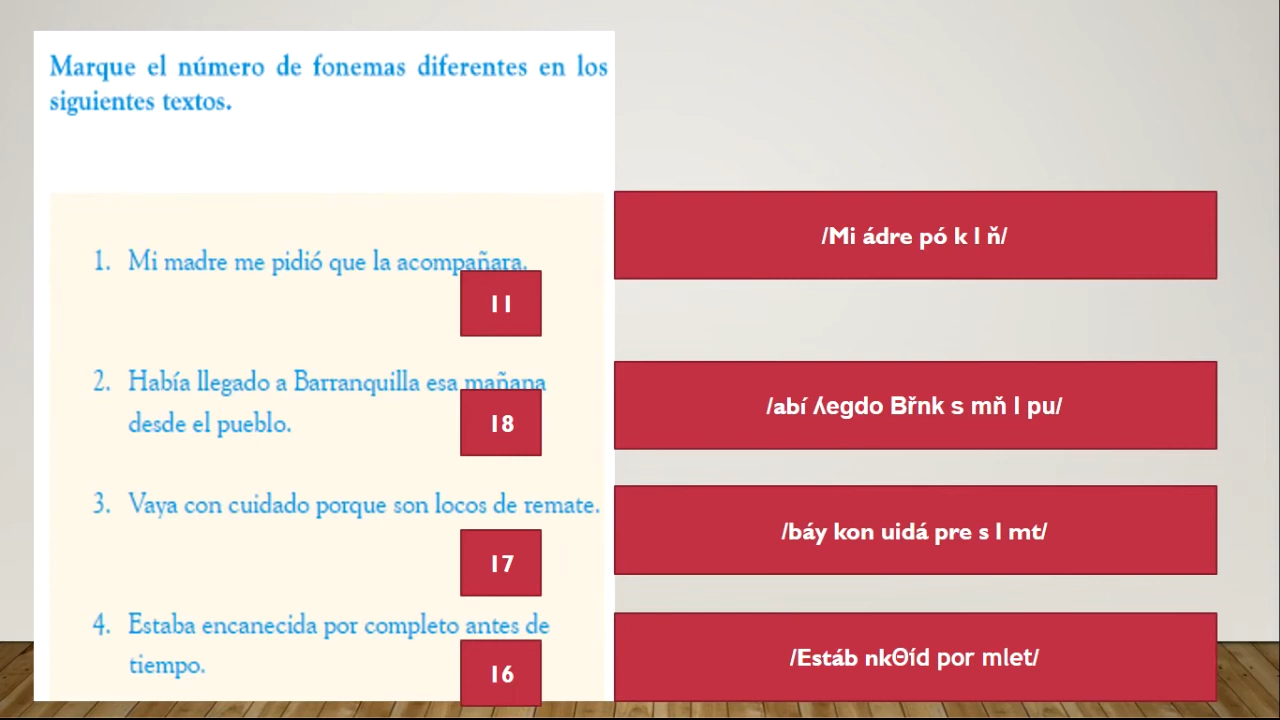 Marque el número de fonemas diferentes en los
siguientes textos.
1. Mi madre me pidió que la acompañara.
11
/Mi ádre pó k l ň/
2. Había llegado a Barranquilla esa mañana
desde el pueblo.
18
/abí ʎegdo Břnk s mň l pu/
3. Vaya con cuidado porque son locos de remate.
17
/báy kon uidá pre s l mt/
4. Estaba encanecida por completo antes de
tiempo.
16
/Estáb nkΘíd por mlet/